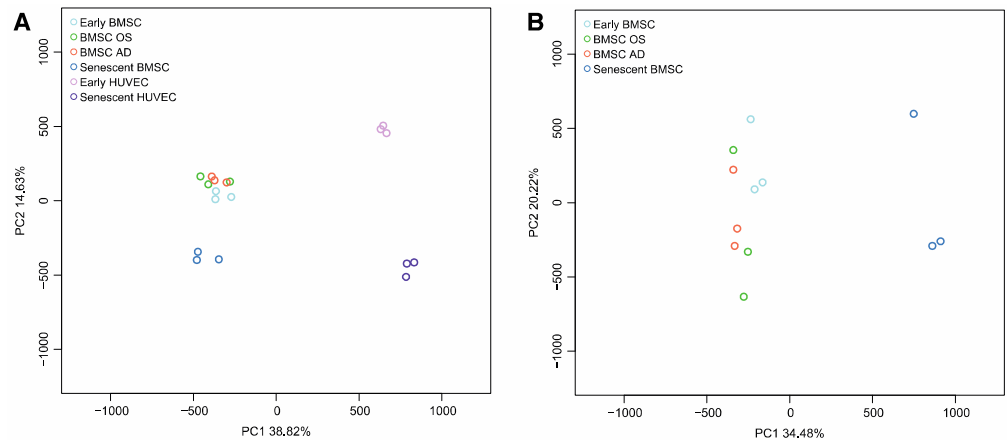 A
Early BMSC
BMSC OS
BMSC AD
Senescent BMSC
Early HUVEC
Senescent HUVEC
1000
500
0
−500
−1000
PC2 14.63%
−1000
−500
0
500
1000
PC1 38.82%
B
Early BMSC
BMSC OS
BMSC AD
Senescent BMSC
1000
500
0
−500
−1000
PC2 20.22%
−1000
−500
0
500
1000
PC1 34.48%